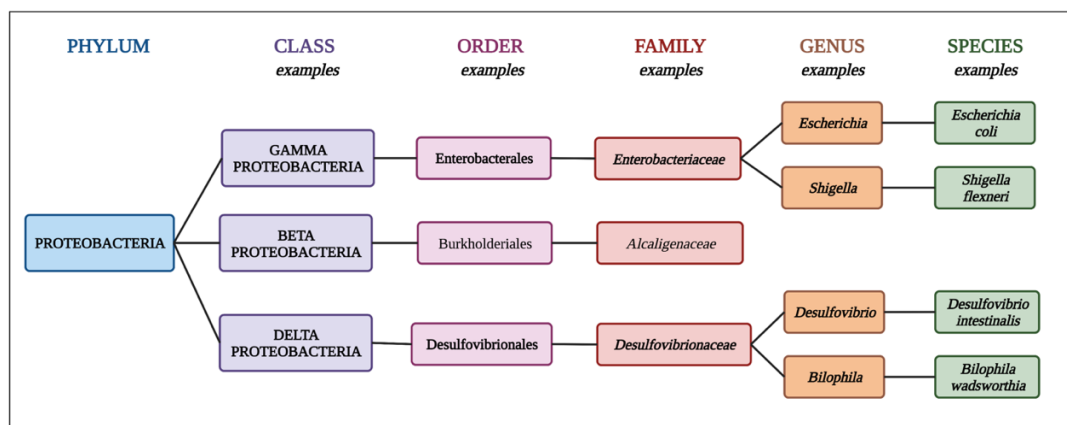 PHYLUM
CLASS
examples
ORDER
examples
FAMILY
examples
GENUS
examples
SPECIES
examples
PROTEOBACTERIA
GAMMA
PROTEOBACTERIA
Enterobacterales
Enterobacteriaceae
Escherichia
Escherichia
coli
Shigella
Shigella
flexneri
BETA
PROTEOBACTERIA
Burkholderiales
Alcaligenaceae
DELTA
PROTEOBACTERIA
Desulfovibrionales
Desulfovibrionaceae
Desulfovibrio
Desulfovibrio
intestinalis
Bilophila
Bilophila
wadsworthia